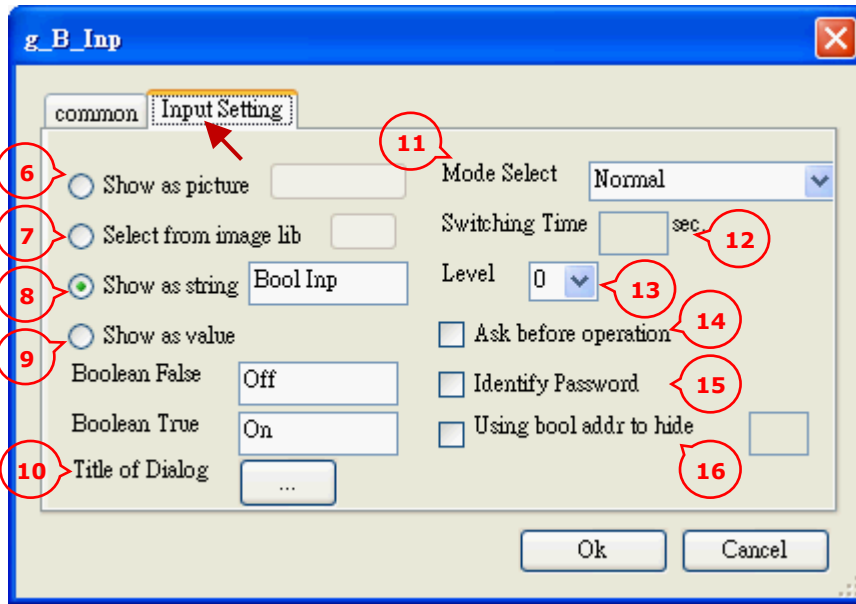 g_B_Inp
common Input Setting
6 Show as picture
7 Select from image lib
8 Show as string Bool Inp
9 Show as value
Boolean False Off
Boolean True On
10 Title of Dialog ...
11 Mode Select Normal
Switching Time sec. 12
Level 0 13
Ask before operation 14
Identify Password 15
Using bool addr to hide 16
Ok Cancel